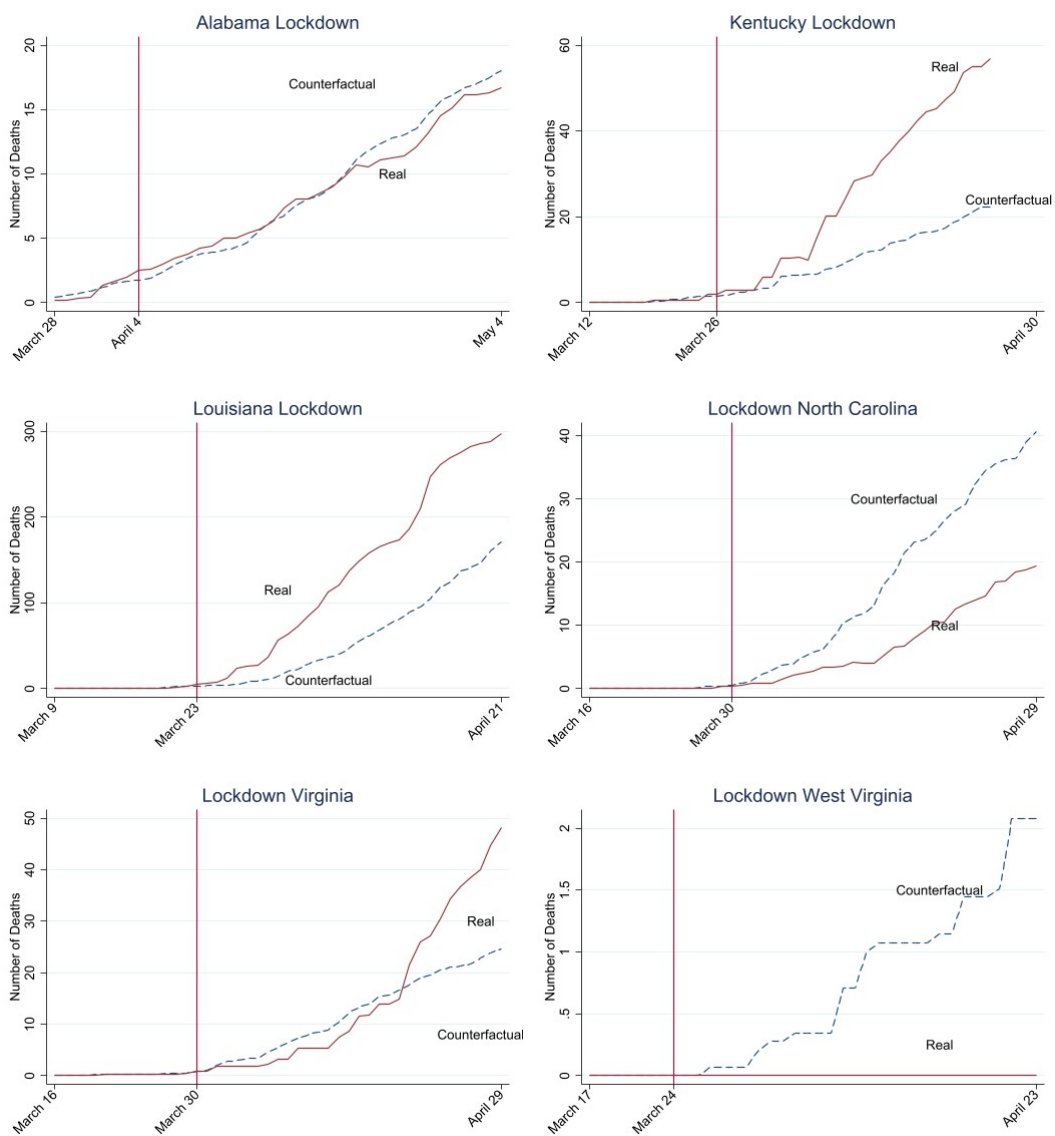 Alabama Lockdown
Number of Deaths
20
15
10
5
0
Counterfactual
Real
March 28
April 4
May 4
Kentucky Lockdown
Number of Deaths
60
40
20
0
Real
Counterfactual
March 12
March 26
April 30
Louisiana Lockdown
Number of Deaths
300
200
100
0
Real
Counterfactual
March 9
March 23
April 21
Lockdown North Carolina
Number of Deaths
40
30
20
10
0
Counterfactual
Real
March 16
March 30
April 29
Lockdown Virginia
Number of Deaths
50
40
30
20
10
0
Real
Counterfactual
March 16
March 30
April 29
Lockdown West Virginia
Number of Deaths
2
1.5
1
.5
0
Counterfactual
Real
March 17
March 24
April 23